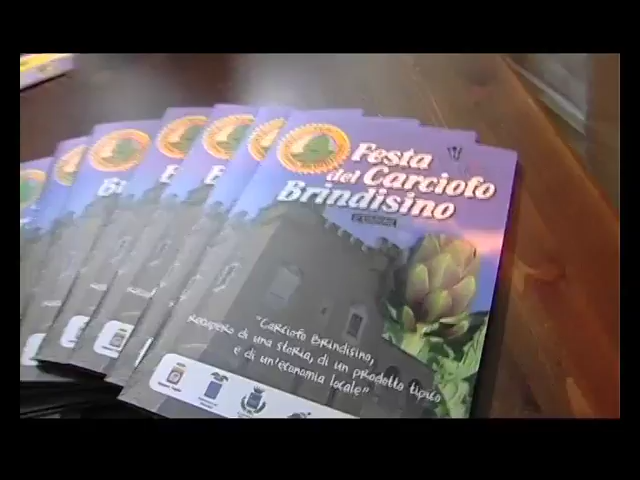 Festa
del Carciofo
Brindisino
"Carciofo Brindisino,
recupero di una storia, di un prodotto tipico
e di un'economia locale"